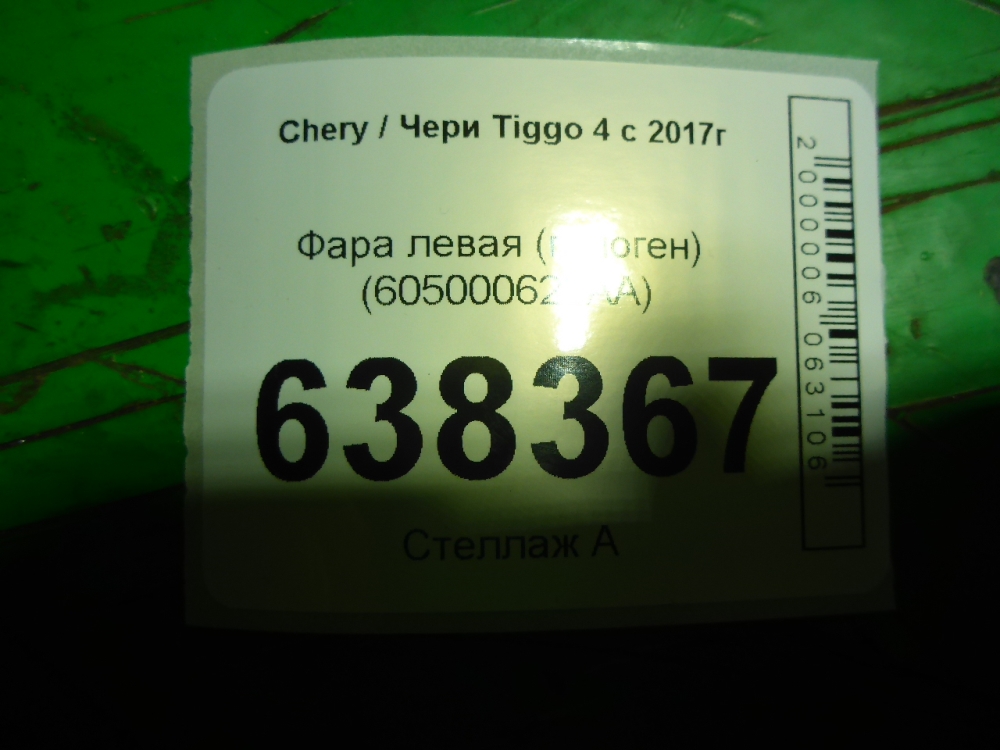 Chery / Чери Tiggo 4 с 2017г
Фара левая
638367
Стеллаж А
2000006063106